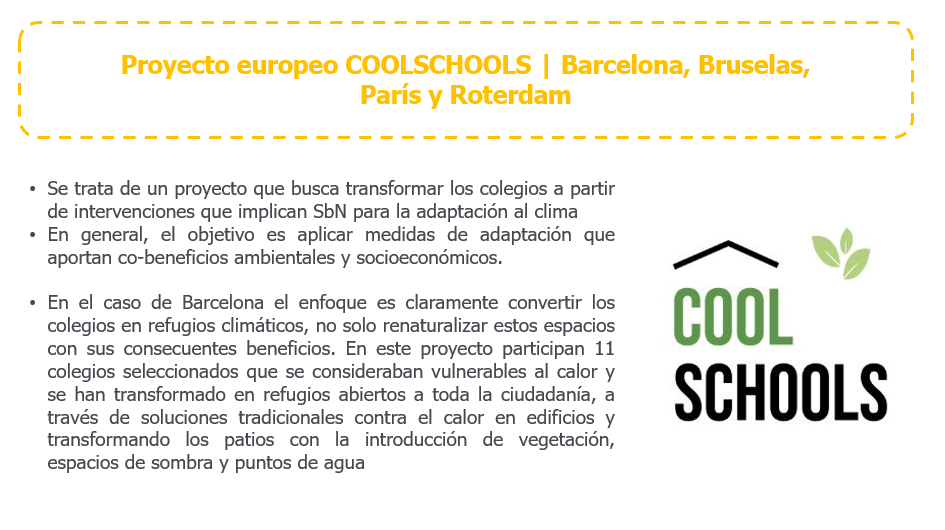 Proyecto europeo COOLSCHOOLS | Barcelona, Bruselas,
París y Roterdam
• Se trata de un proyecto que busca transformar los colegios a partir
de intervenciones que implican SbN para la adaptación al clima
• En general, el objetivo es aplicar medidas de adaptación que
aportan co-beneficios ambientales y socioeconómicos.
• En el caso de Barcelona el enfoque es claramente convertir los
colegios en refugios climáticos, no solo renaturalizar estos espacios
con sus consecuentes beneficios. En este proyecto participan 11
colegios seleccionados que se consideraban vulnerables al calor y
se han transformado en refugios abiertos a toda la ciudadanía, a
través de soluciones tradicionales contra el calor en edificios y
transformando los patios con la introducción de vegetación,
espacios de sombra y puntos de agua
COOL
SCHOOLS